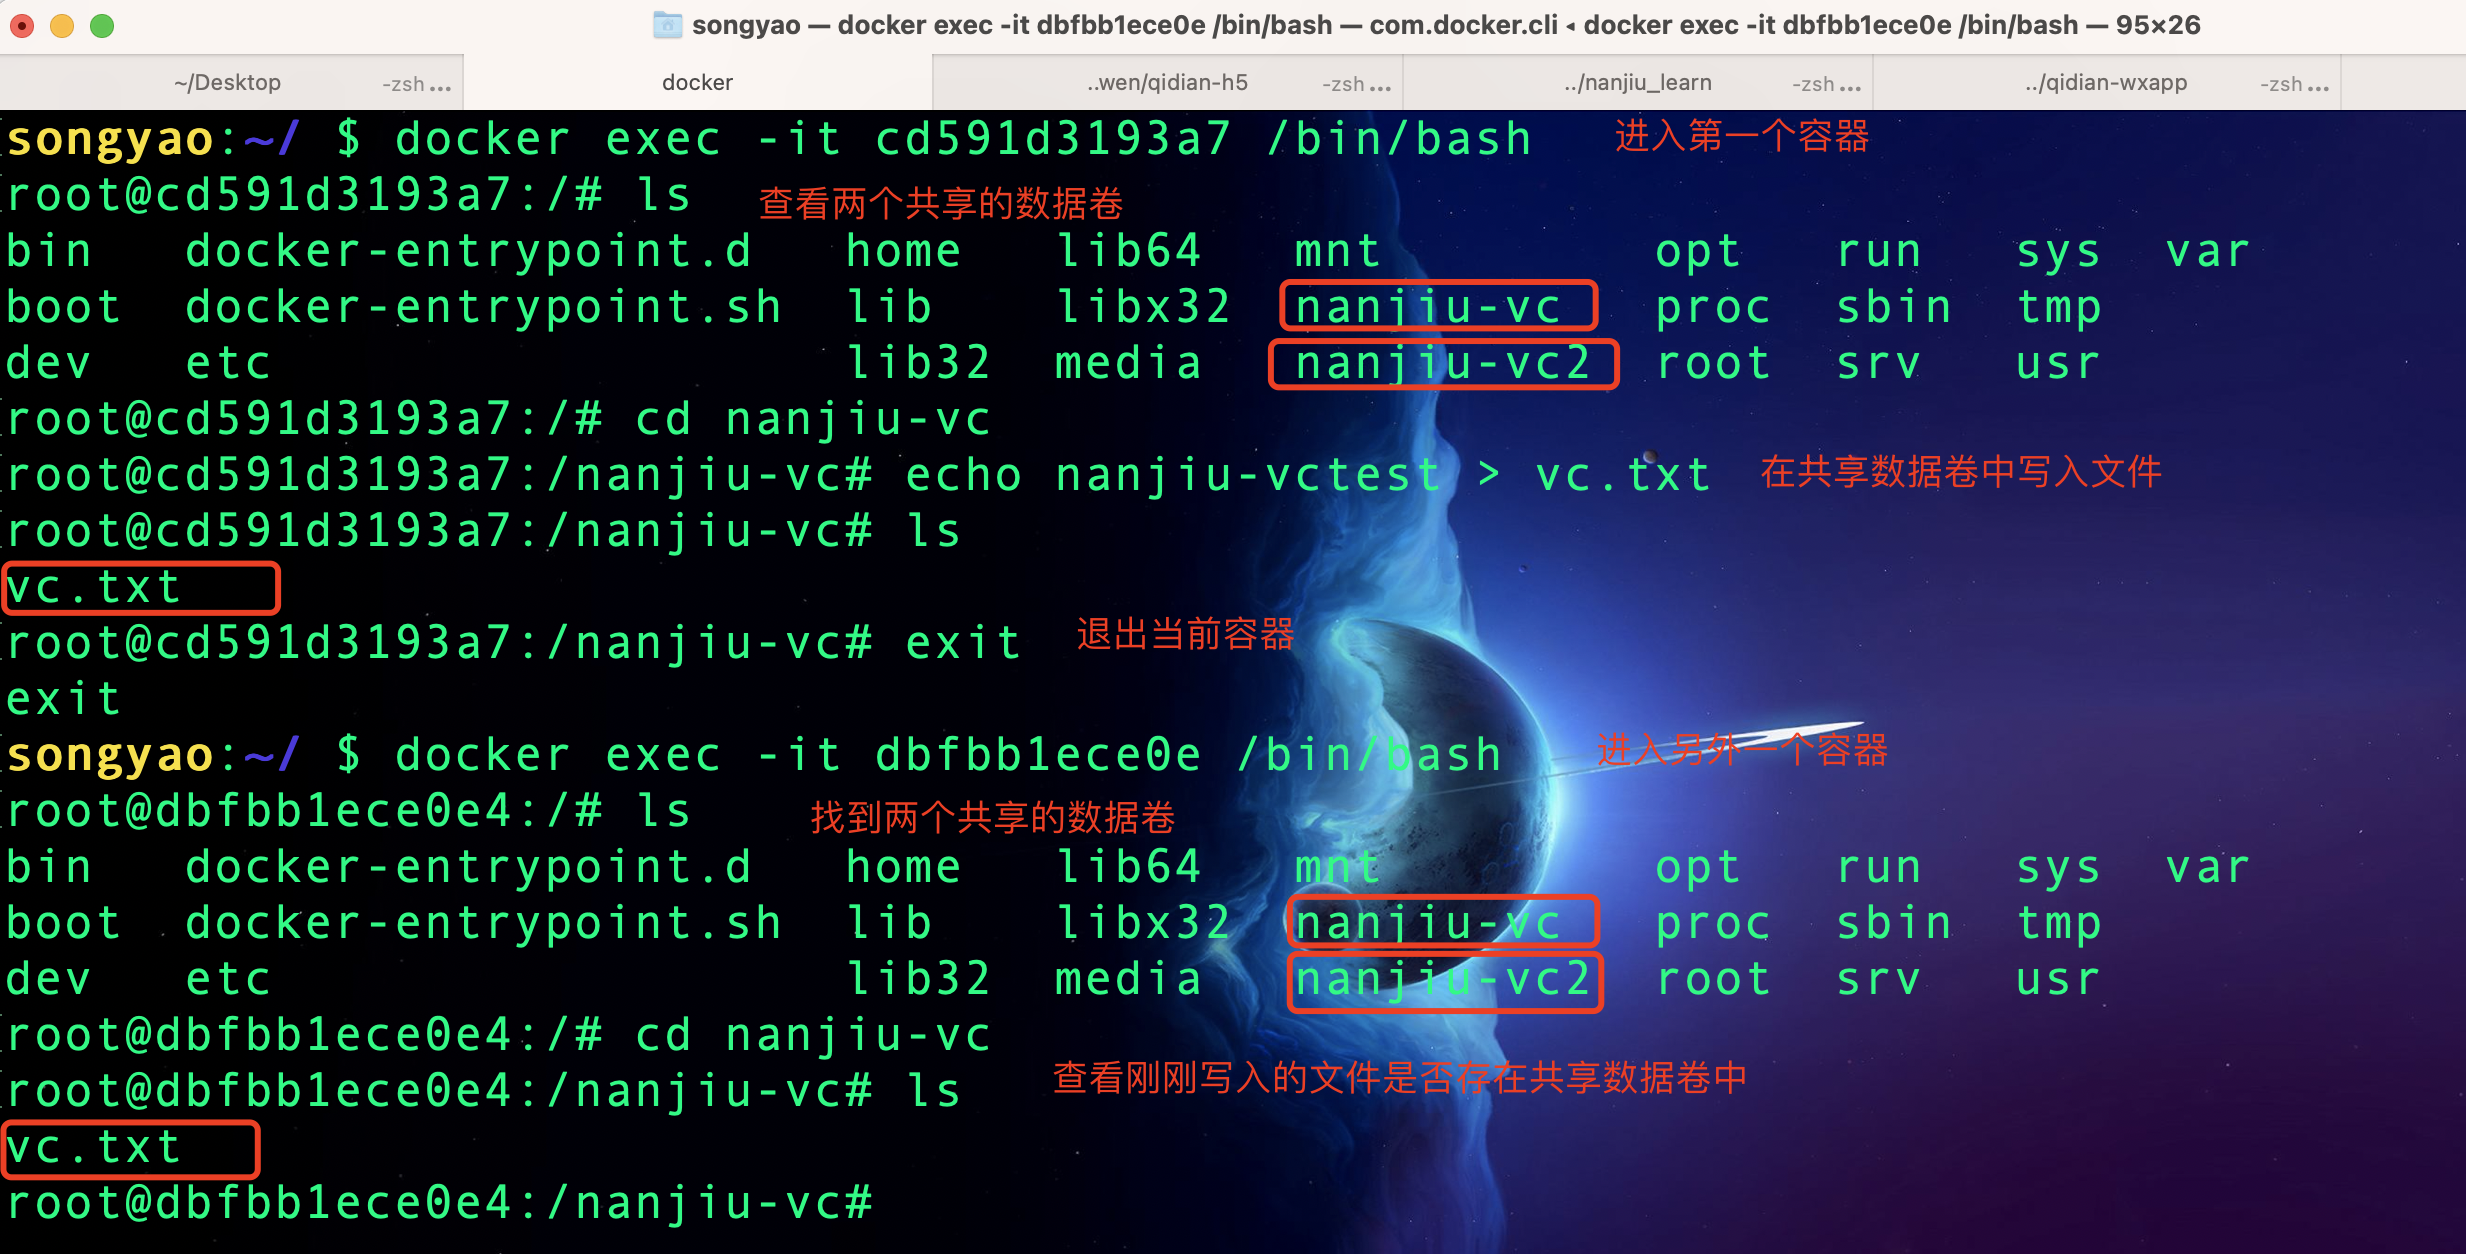 songyao — docker exec -it dbfbb1ece0e /bin/bash — com.docker.cli ◂ docker exec -it dbfbb1ece0e /bin/bash — 95×26
~/Desktop -zsh ... docker ..wen/qidian-h5 -zsh ... ../nanjiu_learn -zsh ... ../qidian-wxapp -zsh ...
songyao:~/ $ docker exec -it cd591d3193a7 /bin/bash 进入第一个容器
root@cd591d3193a7:/# ls 查看两个共享的数据卷
bin docker-entrypoint.d home lib64 mnt opt run sys var
boot docker-entrypoint.sh lib libx32 nanjiu-vc proc sbin tmp
dev etc lib32 media nanjiu-vc2 root srv usr
root@cd591d3193a7:/# cd nanjiu-vc
root@cd591d3193a7:/nanjiu-vc# echo nanjiu-vctest > vc.txt 在共享数据卷中写入文件
root@cd591d3193a7:/nanjiu-vc# ls
vc.txt
root@cd591d3193a7:/nanjiu-vc# exit 退出当前容器
exit
songyao:~/ $ docker exec -it dbfbb1ece0e /bin/bash 进入另外一个容器
root@dbfbb1ece0e4:/# ls 找到两个共享的数据卷
bin docker-entrypoint.d home lib64 mnt opt run sys var
boot docker-entrypoint.sh lib libx32 nanjiu-vc proc sbin tmp
dev etc lib32 media nanjiu-vc2 root srv usr
root@dbfbb1ece0e4:/# cd nanjiu-vc
root@dbfbb1ece0e4:/nanjiu-vc# ls 查看刚刚写入的文件是否存在共享数据卷中
vc.txt
root@dbfbb1ece0e4:/nanjiu-vc#